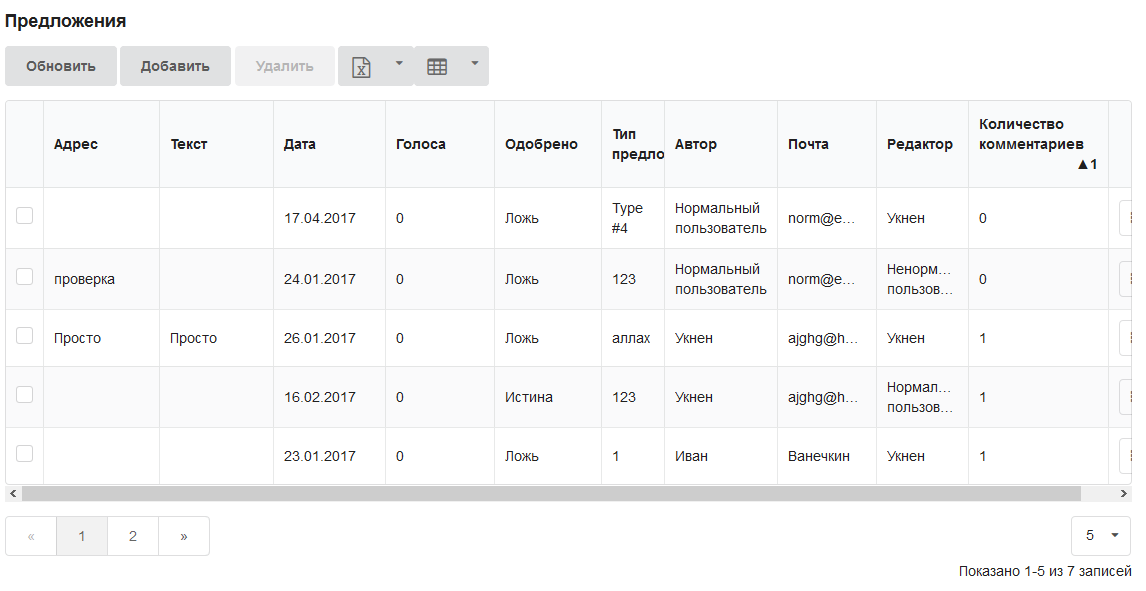 Предложения
Обновить Добавить Удалить
Адрес Текст Дата Голоса Одобрено Тип предло Автор Почта Редактор Количество комментариев ▲1
17.04.2017 0 Ложь Type #4 Нормальный пользователь norm@e... Укнен 0
проверка 24.01.2017 0 Ложь 123 Нормальный пользователь norm@e... Ненорм... пользов... 0
Просто Просто 26.01.2017 0 Ложь аллах Укнен ajghg@h... Укнен 1
16.02.2017 0 Истина 123 Укнен ajghg@h... Нормал... пользов... 1
23.01.2017 0 Ложь 1 Иван Ванечкин Укнен 1
« 1 2 » 5
Показано 1-5 из 7 записей